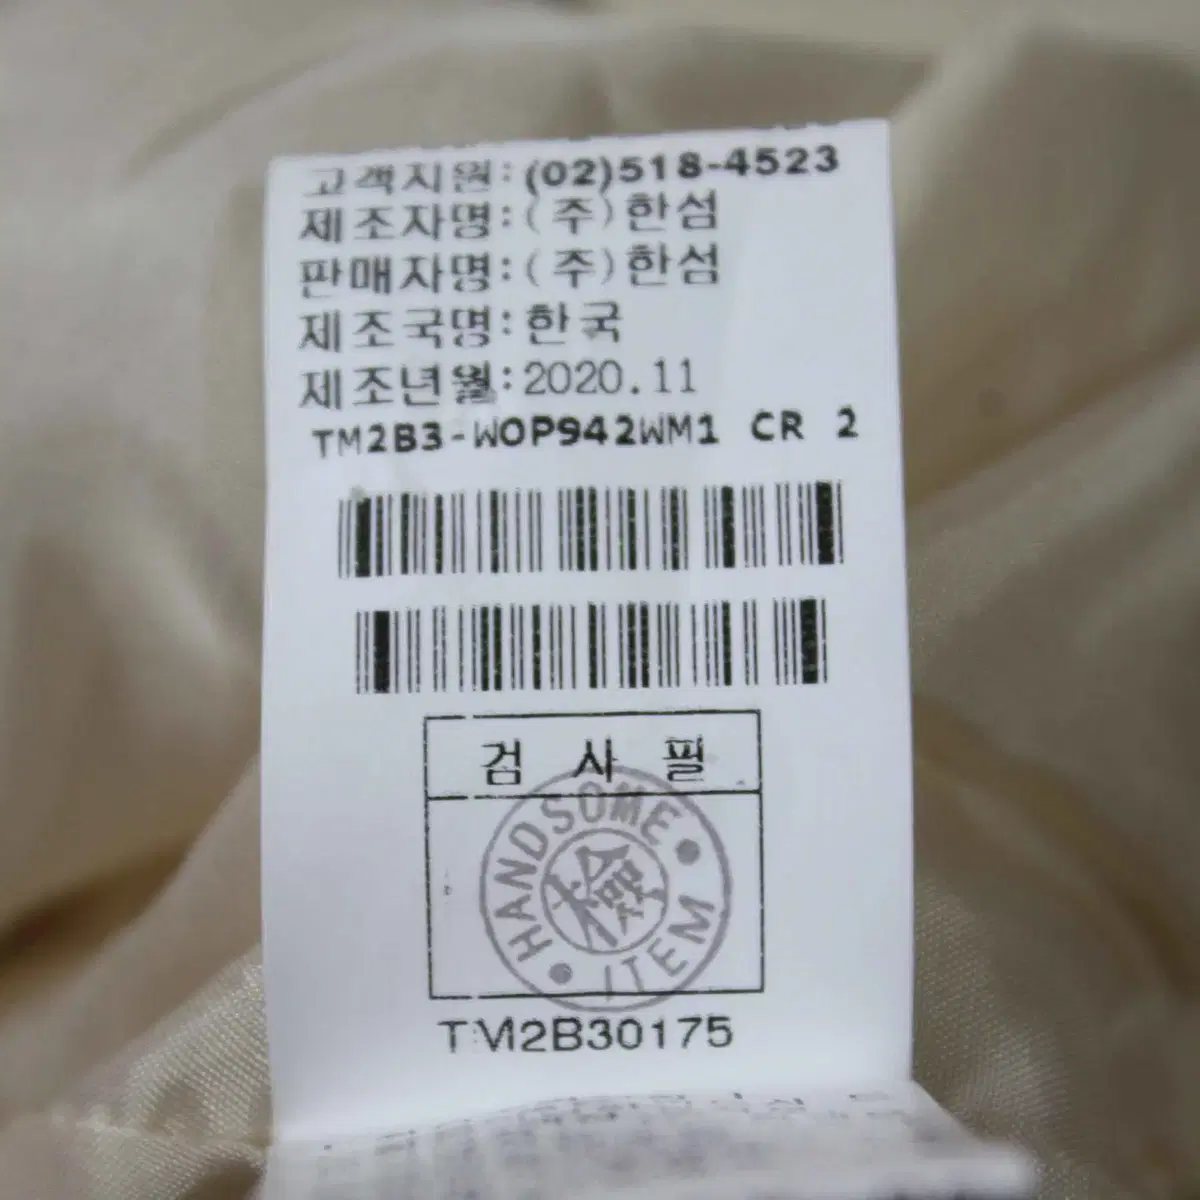 고객지원:(02)518-4523
제조자명:(주)한섬
판매자명:(주)한섬
제조국명:한국
제조년월:2020.11
TM2B3-WOP942WM1 CR 2
검사필
HANDSOME
檢
ITEM
TM2B30175